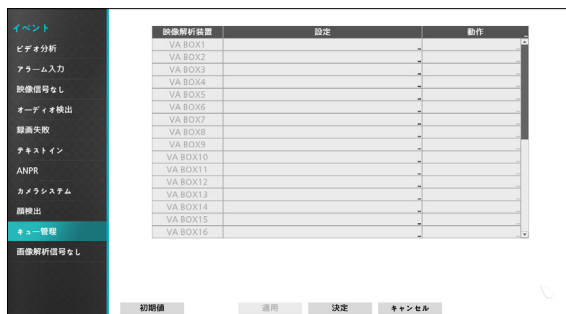 イベント
ビデオ分析
アラーム入力
映像信号なし
オーディオ検出
録画失敗
テキストイン
ANPR
カメラシステム
顔検出
キュー管理
画像解析信号なし
映像解析装置 設定 動作
VA BOX1
VA BOX2
VA BOX3
VA BOX4
VA BOX5
VA BOX6
VA BOX7
VA BOX8
VA BOX9
VA BOX10
VA BOX11
VA BOX12
VA BOX13
VA BOX14
VA BOX15
VA BOX16
初期値 適用 決定 キャンセル